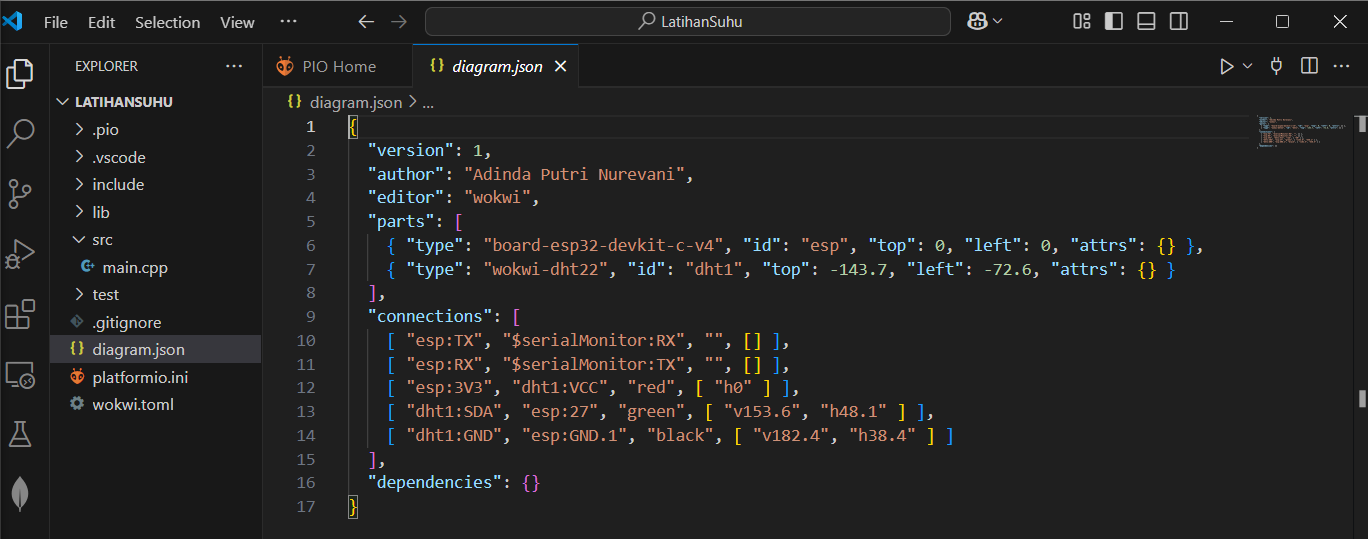 File Edit Selection View ··· LatihanSuhu
EXPLORER ···
LATIHANSUHU
.pio
.vscode
include
lib
src
main.cpp
test
.gitignore
diagram.json
platformio.ini
wokwi.toml
PIO Home {} diagram.json
{} diagram.json > ...
1 {
2 "version": 1,
3 "author": "Adinda Putri Nurevani",
4 "editor": "wokwi",
5 "parts": [
6 { "type": "board-esp32-devkit-c-v4", "id": "esp", "top": 0, "left": 0, "attrs": {} },
7 { "type": "wokwi-dht22", "id": "dht1", "top": -143.7, "left": -72.6, "attrs": {} }
8 ],
9 "connections": [
10 [ "esp:TX", "$serialMonitor:RX", "", [] ],
11 [ "esp:RX", "$serialMonitor:TX", "", [] ],
12 [ "esp:3V3", "dht1:VCC", "red", [ "h0" ] ],
13 [ "dht1:SDA", "esp:27", "green", [ "v153.6", "h48.1" ] ],
14 [ "dht1:GND", "esp:GND.1", "black", [ "v182.4", "h38.4" ] ]
15 ],
16 "dependencies": {}
17 }